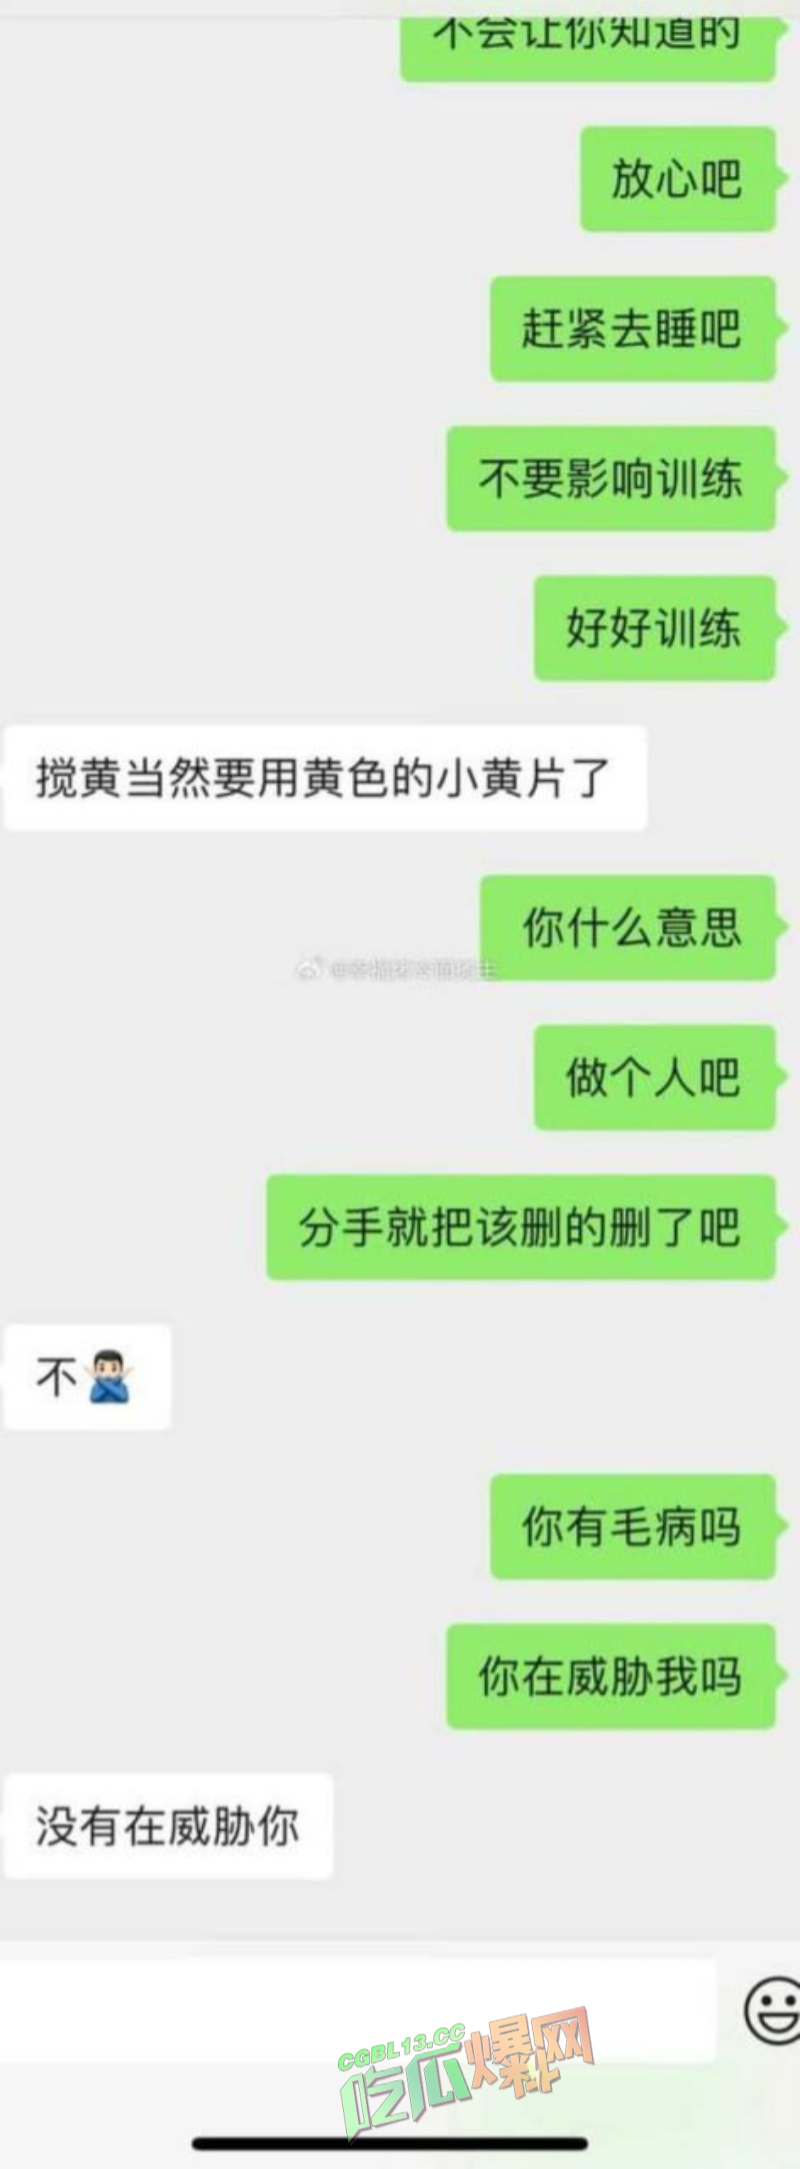 不会让你知道的
放心吧
赶紧去睡吧
不要影响训练
好好训练
搅黄当然要用黄色的小黄片了
你什么意思
做个人吧
分手就把该删的删了吧
不🙅🏻‍♂️
你有毛病吗
你在威胁我吗
没有在威胁你
CGBL13.CC
吃瓜爆网